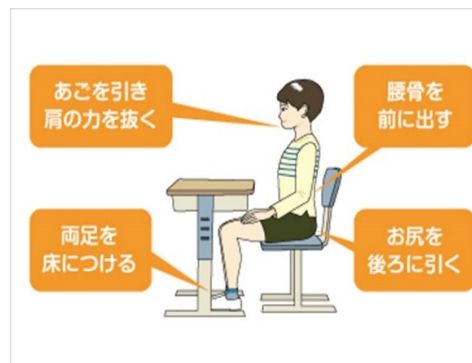 あごを引き
肩の力を抜く
腰骨を
前に出す
両足を
床につける
お尻を
後ろに引く